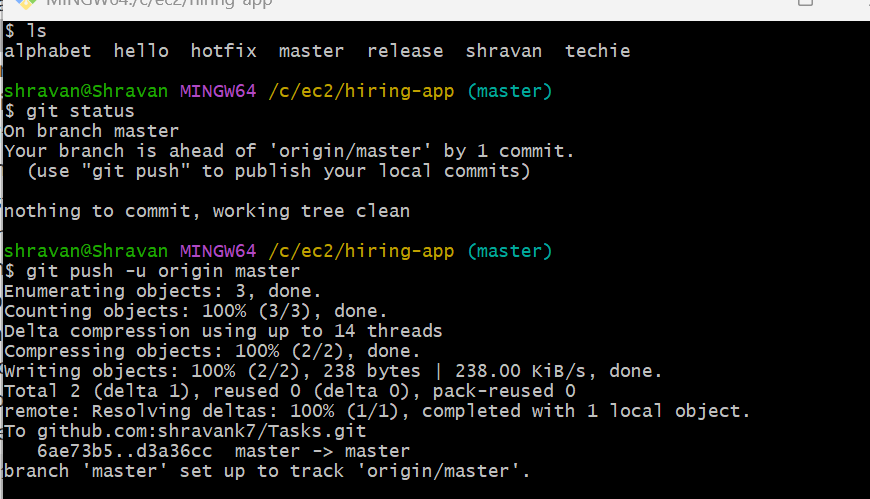 MINGW64:/c/ec2/hiring-app
$ ls
alphabet  hello  hotfix  master  release  shravan  techie
shravan@Shravan MINGW64 /c/ec2/hiring-app (master)
$ git status
On branch master
Your branch is ahead of 'origin/master' by 1 commit.
  (use "git push" to publish your local commits)
nothing to commit, working tree clean
shravan@Shravan MINGW64 /c/ec2/hiring-app (master)
$ git push -u origin master
Enumerating objects: 3, done.
Counting objects: 100% (3/3), done.
Delta compression using up to 14 threads
Compressing objects: 100% (2/2), done.
Writing objects: 100% (2/2), 238 bytes | 238.00 KiB/s, done.
Total 2 (delta 1), reused 0 (delta 0), pack-reused 0
remote: Resolving deltas: 100% (1/1), completed with 1 local object.
To github.com:shravank7/Tasks.git
   6ae73b5..d3a36cc  master -> master
branch 'master' set up to track 'origin/master'.